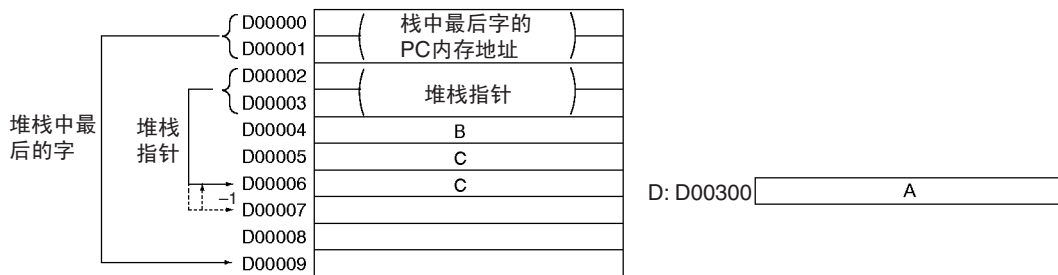 D00000
D00001
栈中最后字的
PC内存地址
D00002
D00003
堆栈指针
堆栈中最
后的字
堆栈
指针
D00004 B
D00005 C
D00006 C
–1
D00007
D00008
D00009
D: D00300 A